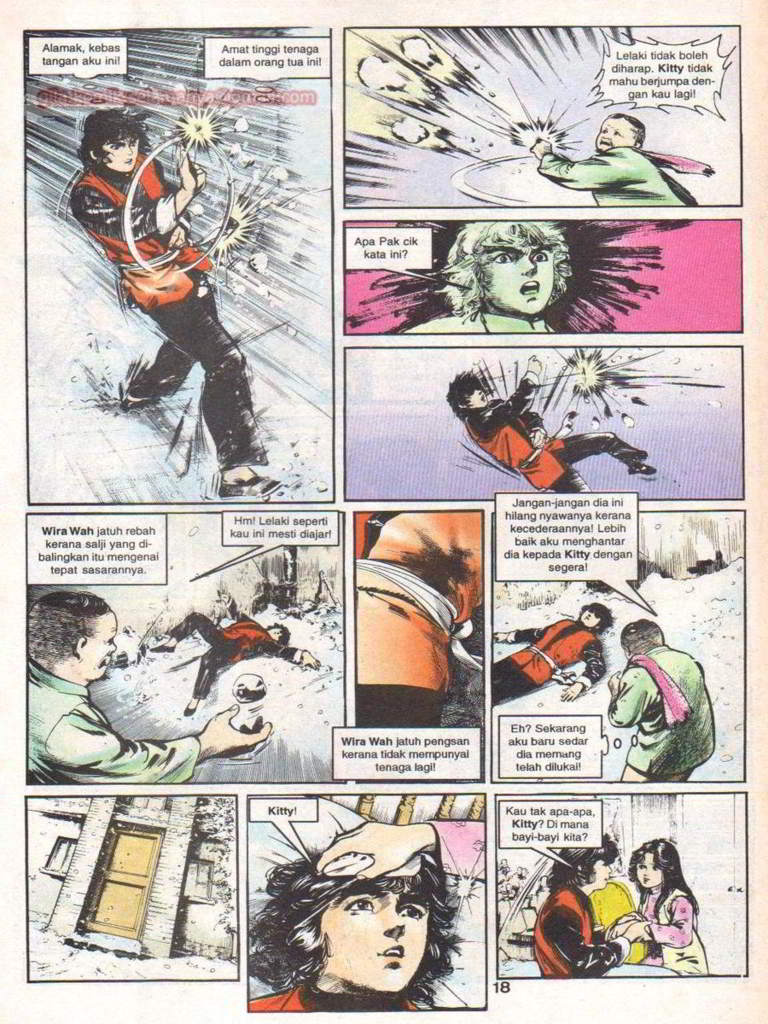 Alamak, kebas
tangan aku ini!
Amat tinggi tenaga
dalam orang tua ini!
Lelaki tidak boleh
diharap. Kitty tidak
mahu berjumpa den-
gan kau lagi!
Apa Pak cik
kata ini?
Wira Wah jatuh rebah
kerana salji yang di-
balingkan itu mengenai
tepat sasarannya.
Hm! Lelaki seperti
kau ini mesti diajar!
Wira Wah jatuh pengsan
kerana tidak mempunyai
tenaga lagi!
Jangan-jangan dia ini
hilang nyawanya kerana
kecederaannya! Lebih
baik aku menghantar
dia kepada Kitty dengan
segera!
Eh? Sekarang
aku baru sedar
dia memang
telah dilukai!
Kitty!
Kau tak apa-apa,
Kitty? Di mana
bayi-bayi kita?
18